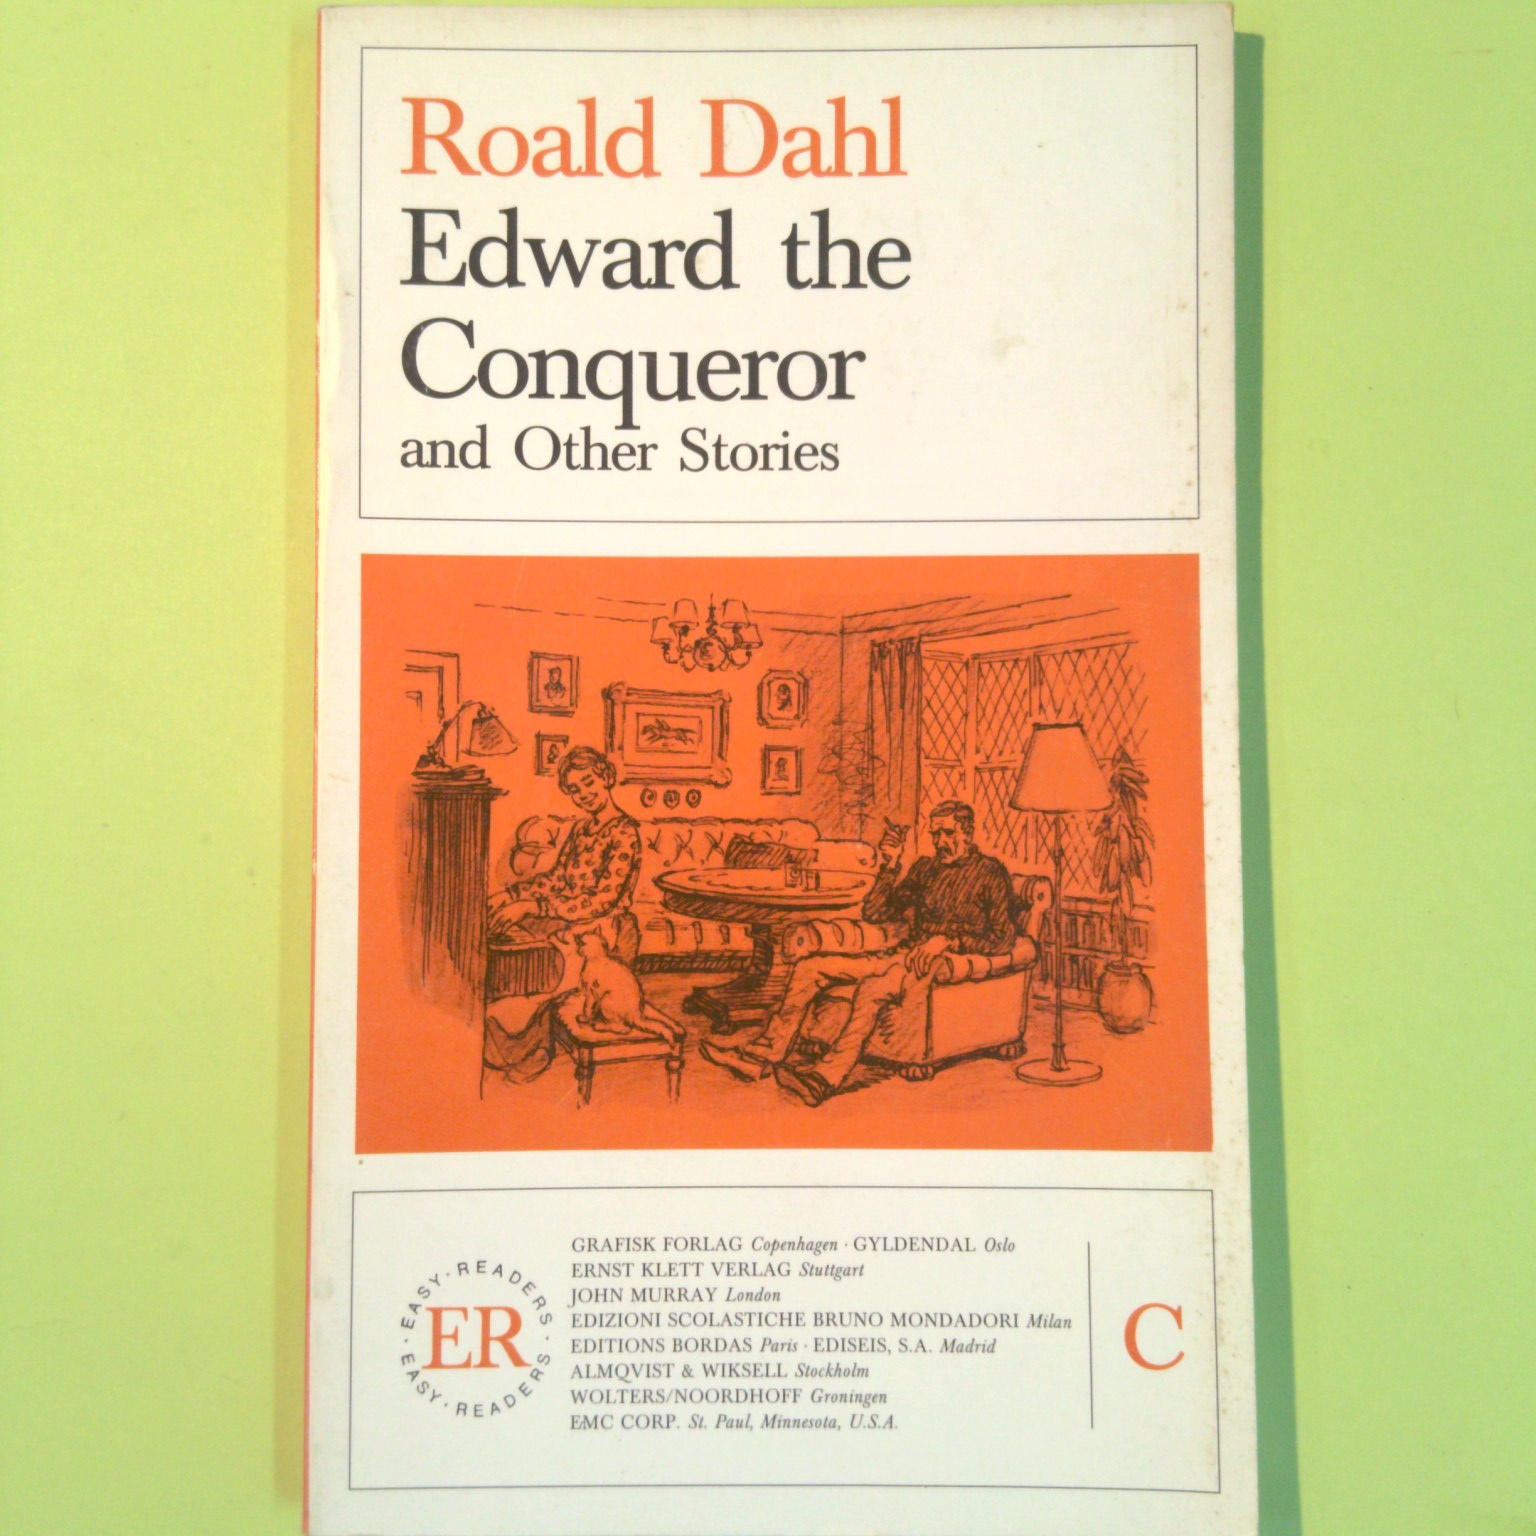 Roald Dahl
Edward the
Conqueror
and Other Stories
EASY · READERS · EASY · READERS ·
ER
GRAFISK FORLAG Copenhagen · GYLDENDAL Oslo
ERNST KLETT VERLAG Stuttgart
JOHN MURRAY London
EDIZIONI SCOLASTICHE BRUNO MONDADORI Milan
EDITIONS BORDAS Paris · EDISEIS, S.A. Madrid
ALMQVIST & WIKSELL Stockholm
WOLTERS/NOORDHOFF Groningen
EMC CORP. St. Paul, Minnesota, U.S.A.
C